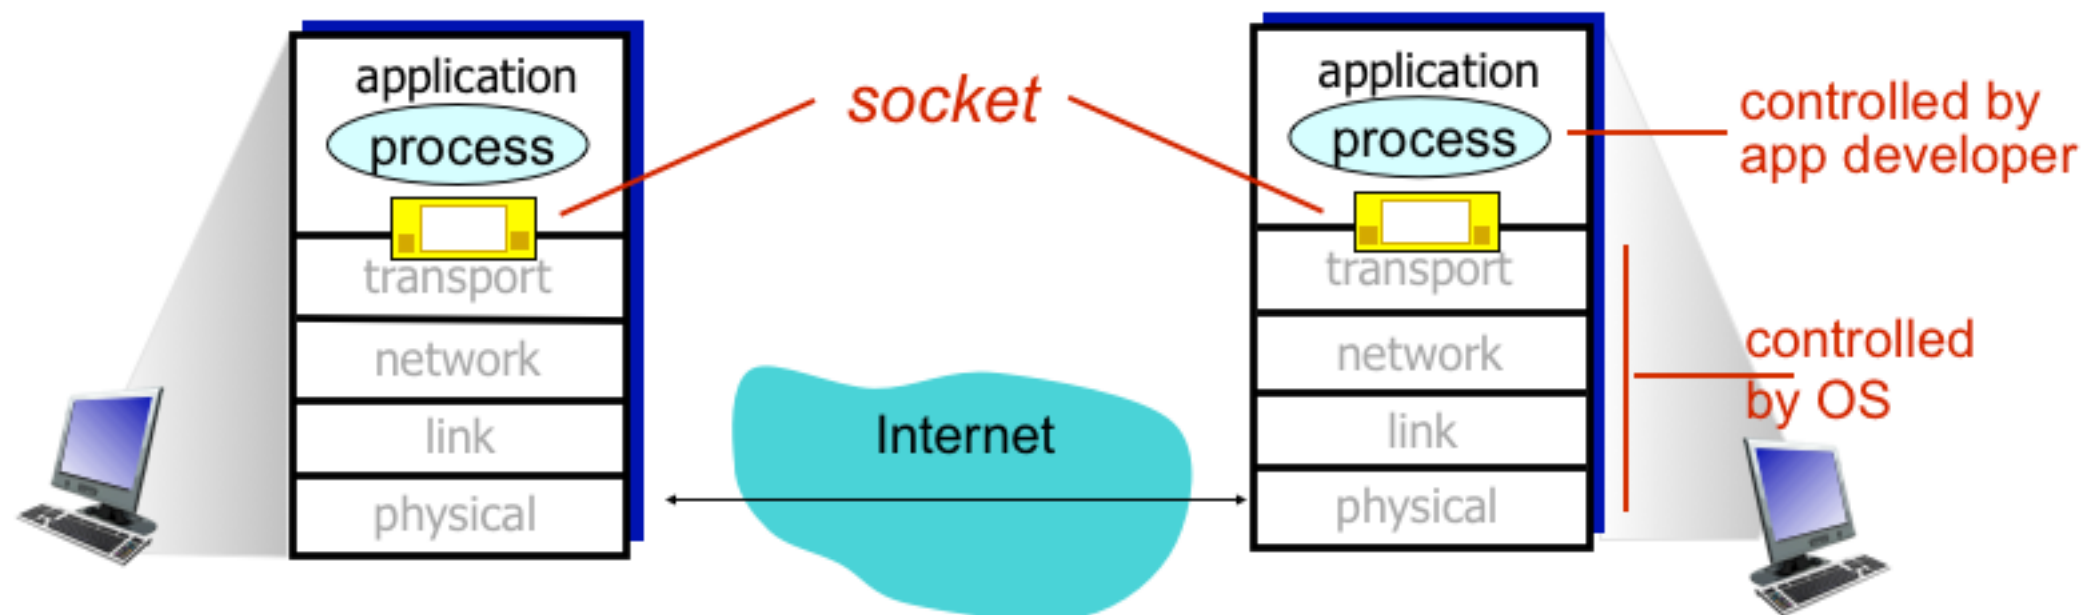 application
process
transport
network
link
physical
socket
Internet
application
process
transport
network
link
physical
controlled by
app developer
controlled
by OS